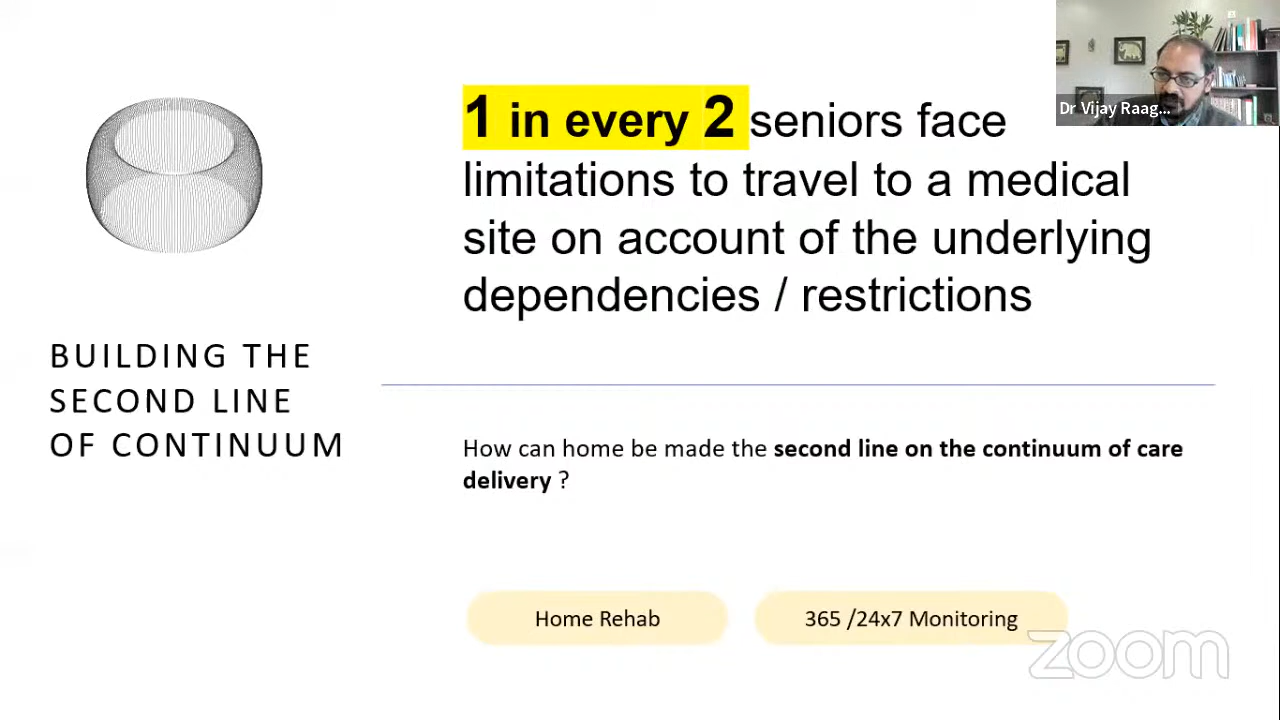 Dr Vijay Raag...
1 in every 2 seniors face
limitations to travel to a medical
site on account of the underlying
dependencies / restrictions
BUILDING THE
SECOND LINE
OF CONTINUUM
How can home be made the second line on the continuum of care
delivery ?
Home Rehab
365 /24x7 Monitoring
zoom